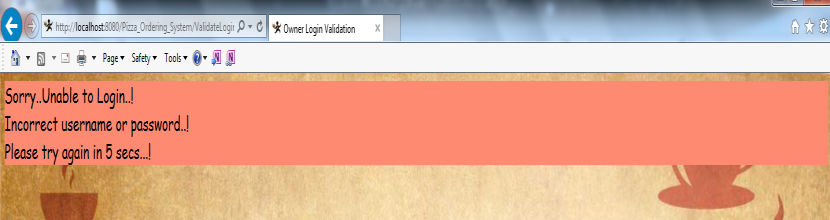 http://localhost:8080/Pizza_Ordering_System/ValidateLogin
Owner Login Validation
Page Safety Tools
Sorry..Unable to Login..!
Incorrect username or password..!
Please try again in 5 secs...!